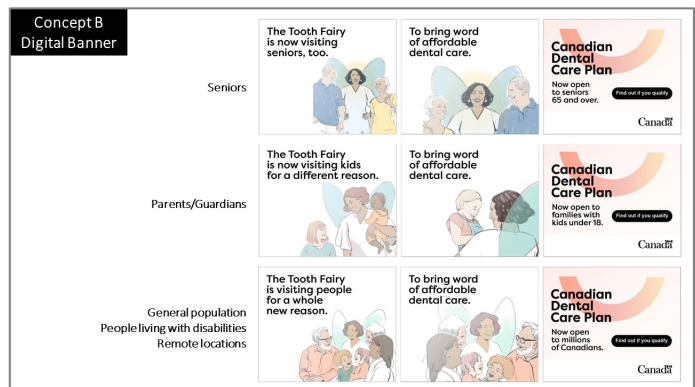 Concept B
Digital Banner
Seniors
The Tooth Fairy
is now visiting
seniors, too.
To bring word
of affordable
dental care.
Canadian
Dental
Care Plan
Now open
to seniors
65 and over.
Find out if you qualify
Canada
Parents/Guardians
The Tooth Fairy
is now visiting kids
for a different reason.
To bring word
of affordable
dental care.
Canadian
Dental
Care Plan
Now open to
families with
kids under 18.
Find out if you qualify
Canada
General population
People living with disabilities
Remote locations
The Tooth Fairy
is visiting people
for a whole
new reason.
To bring word
of affordable
dental care.
Canadian
Dental
Care Plan
Now open
to millions
of Canadians.
Find out if you qualify
Canada